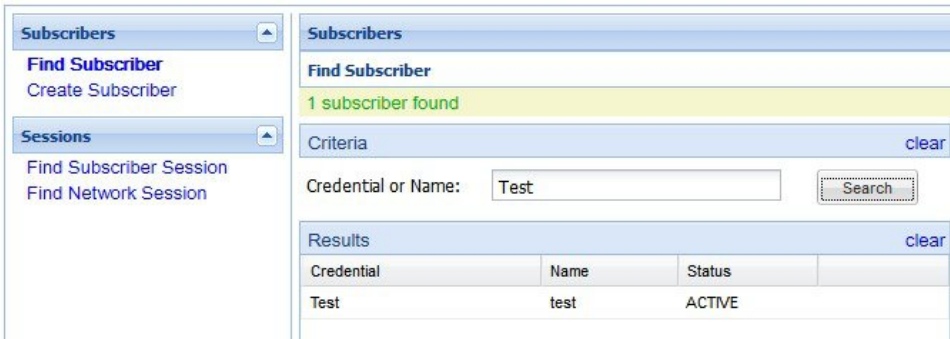 Subscribers
Find Subscriber
Create Subscriber
Sessions
Find Subscriber Session
Find Network Session
Subscribers
Find Subscriber
1 subscriber found
Criteria clear
Credential or Name: Test Search
Results clear
Credential Name Status
Test test ACTIVE